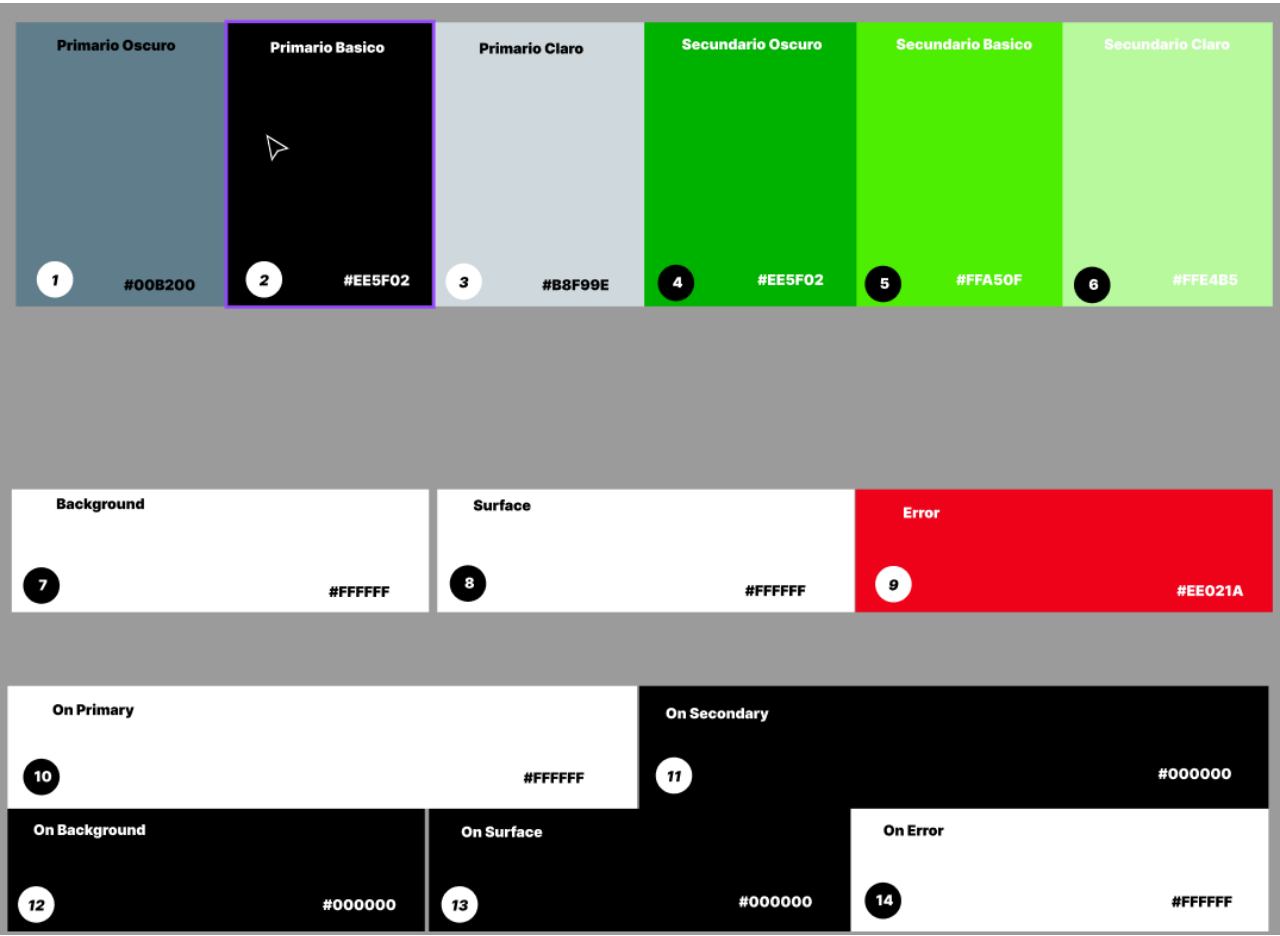 Primario Oscuro
Primario Basico
Primario Claro
Secundario Oscuro
Secundario Basico
Secundario Claro
1
#00B200
2
#EE5F02
3
#B8F99E
4
#EE5F02
5
#FFA50F
6
#FFE4B5
Background
Surface
Error
7
#FFFFFF
8
#FFFFFF
9
#EE021A
On Primary
On Secondary
10
#FFFFFF
11
#000000
On Background
On Surface
On Error
12
#000000
13
#000000
14
#FFFFFF